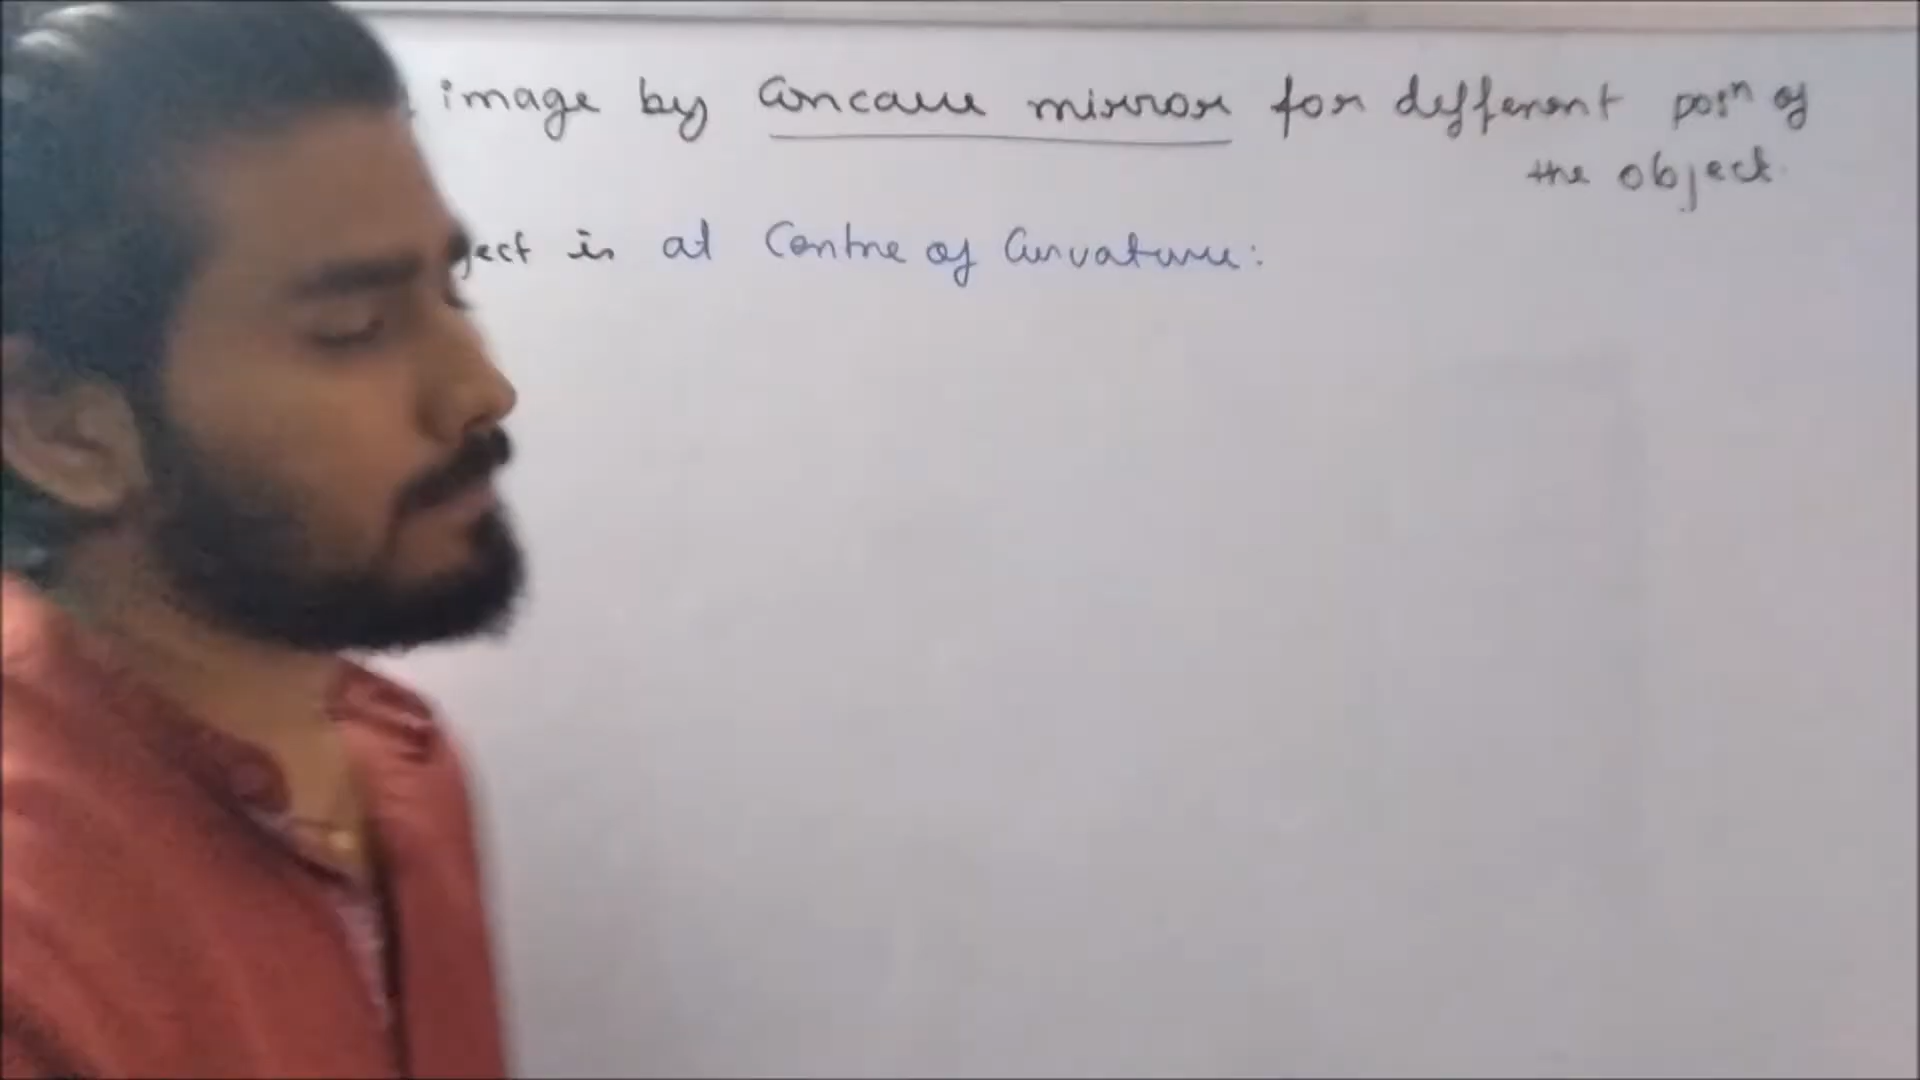 image by Concave mirror for different posn of
the object.
ject is at Centre of Curvature: